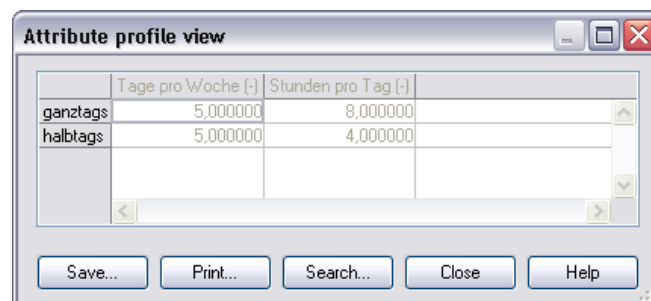 Attribute profile view
Tage pro Woche (-) Stunden pro Tag (-)
ganztags 5,000000 8,000000
halbtags 5,000000 4,000000
Save... Print... Search... Close Help